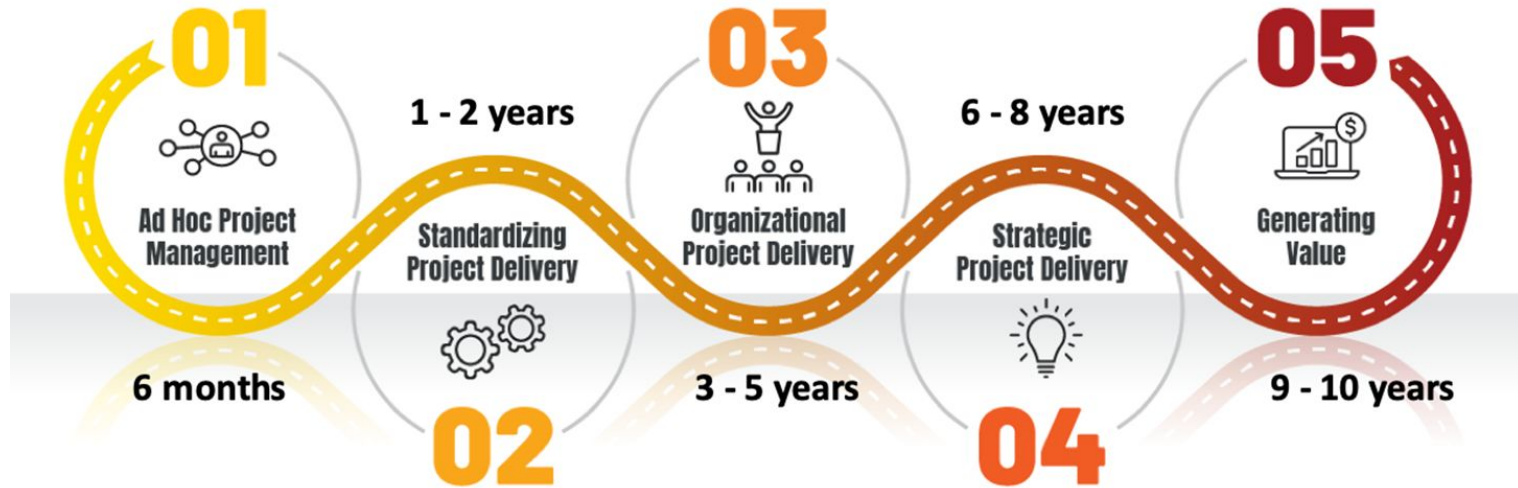 01
Ad Hoc Project
Management
6 months
1 - 2 years
Standardizing
Project Delivery
02
03
Organizational
Project Delivery
3 - 5 years
6 - 8 years
Strategic
Project Delivery
04
05
$
Generating
Value
9 - 10 years